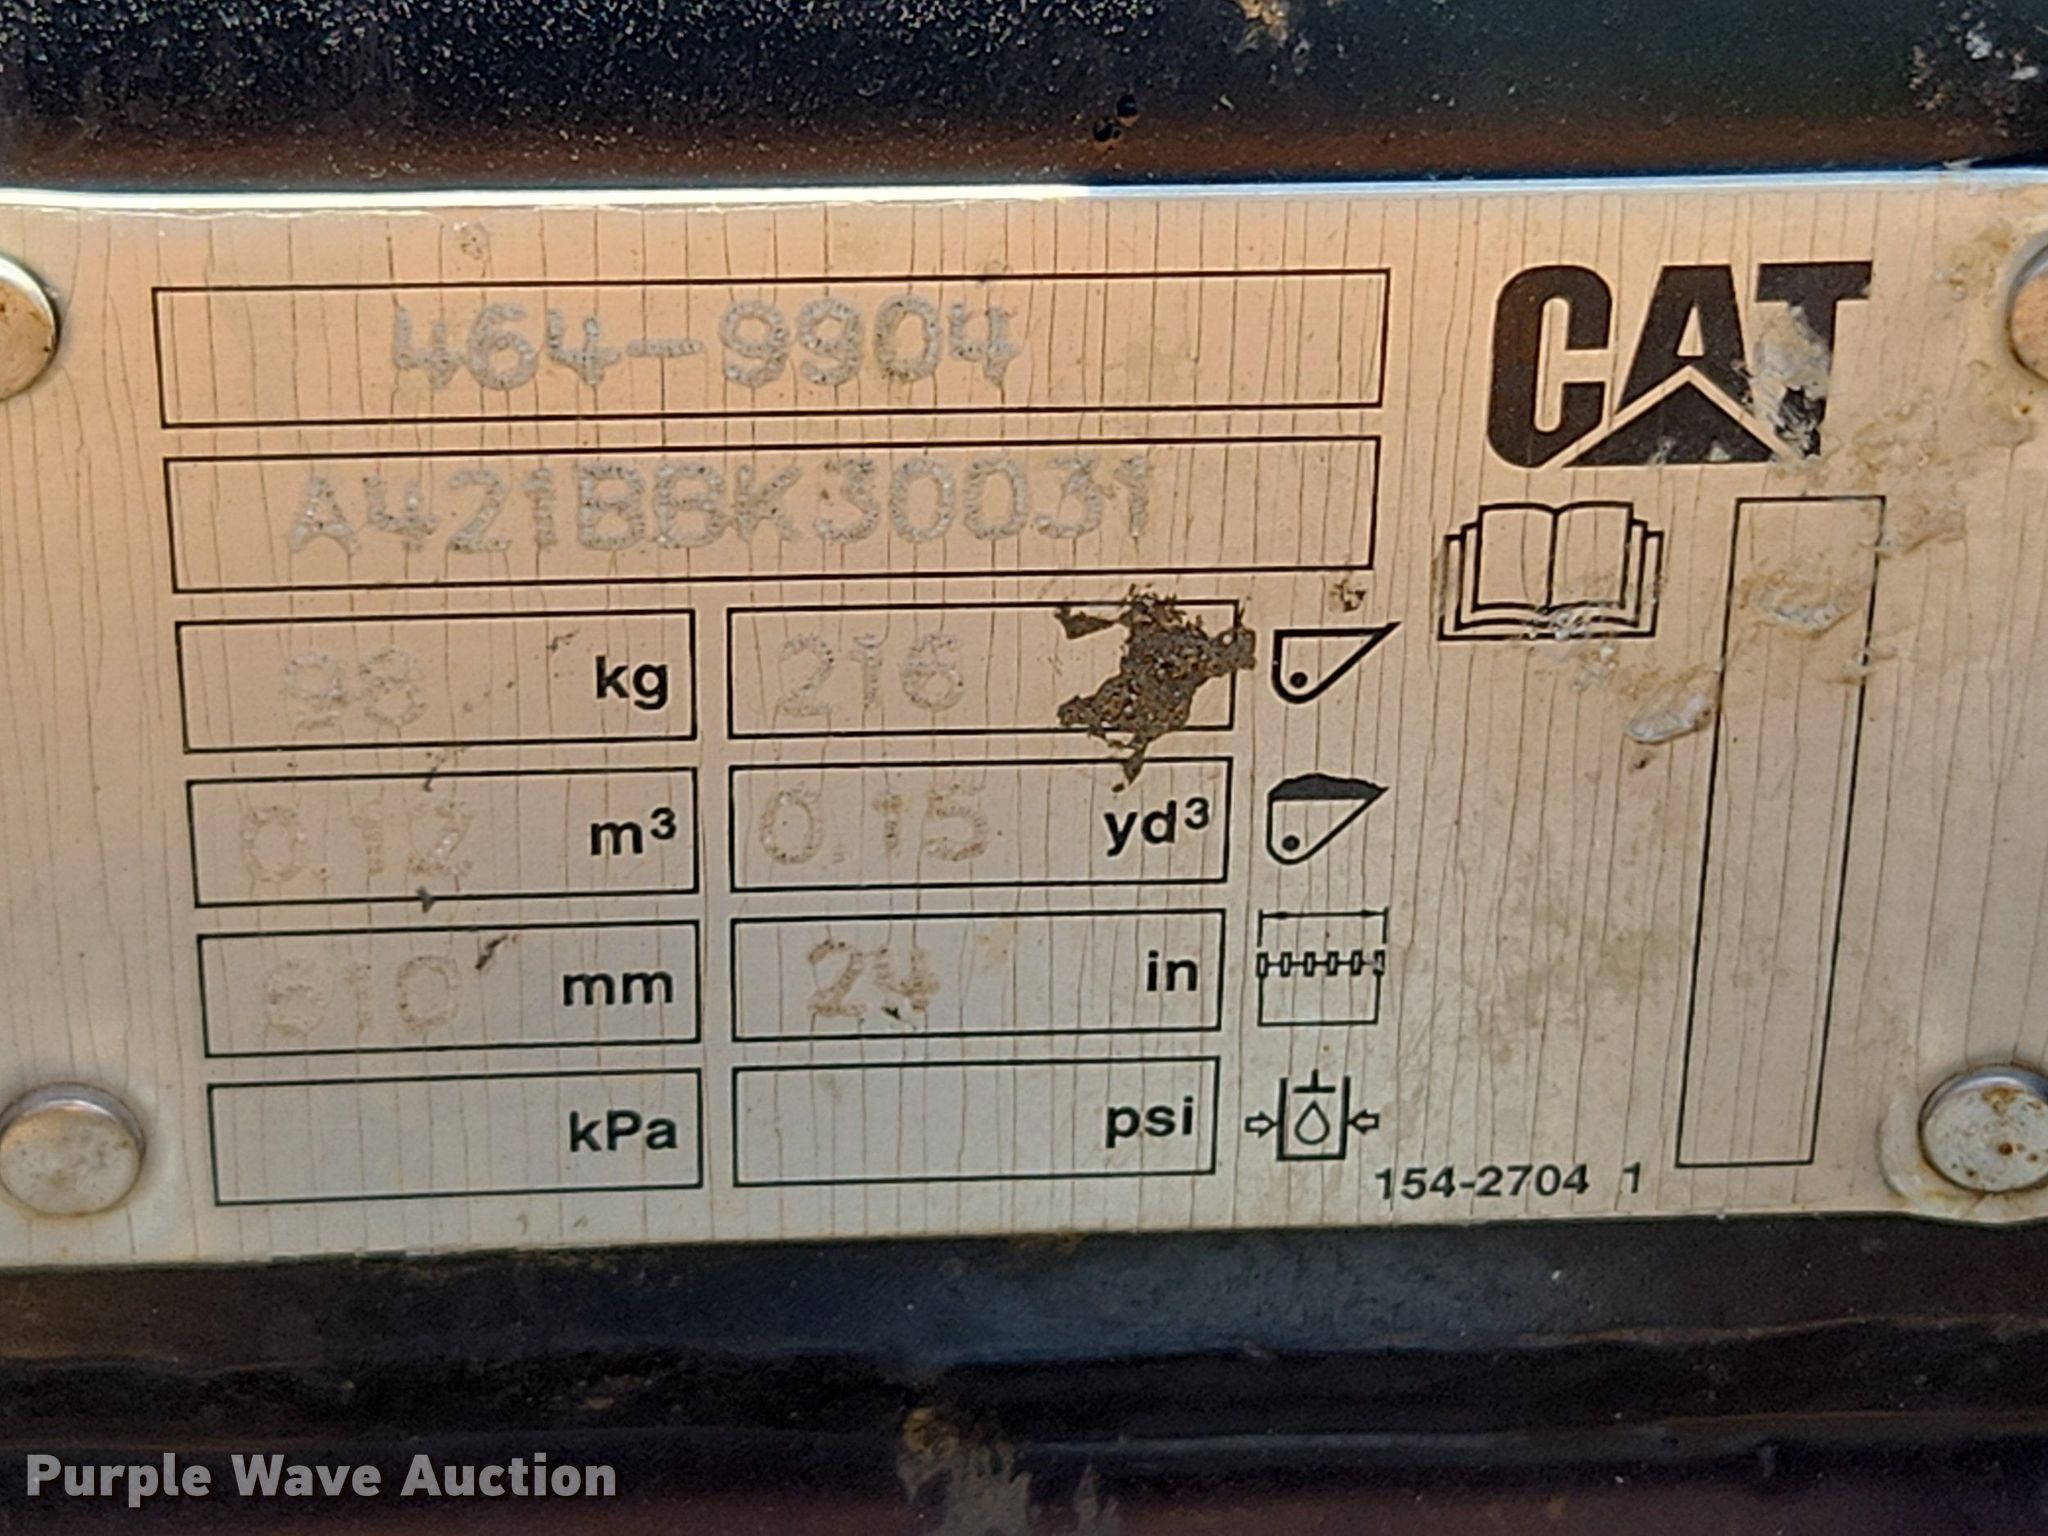 464-9904
CAT
A421BBK30031
98 kg 216
0.12 m³ 0.15 yd³
610 mm 24 in
kPa psi
154-2704 1
Purple Wave Auction